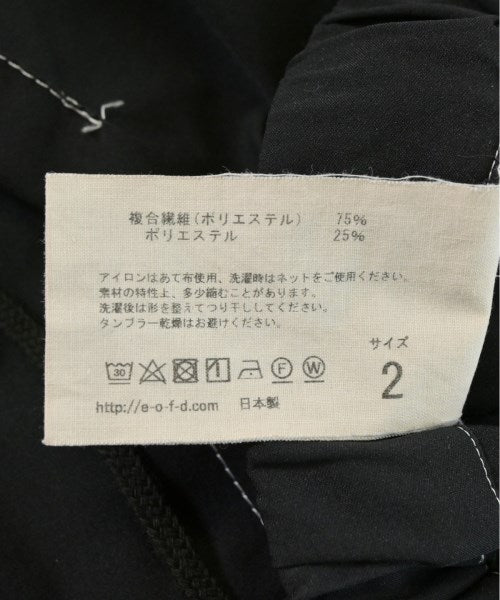 複合繊維(ポリエステル) 75%
ポリエステル 25%
アイロンはあて布使用、洗濯時はネットをご使用ください。
素材の特性上、多少縮むことがあります。
洗濯後は形を整えてつり干ししてください。
タンブラー乾燥はお避けください。
サイズ
2
30
F
W
http://e-o-f-d.com 日本製